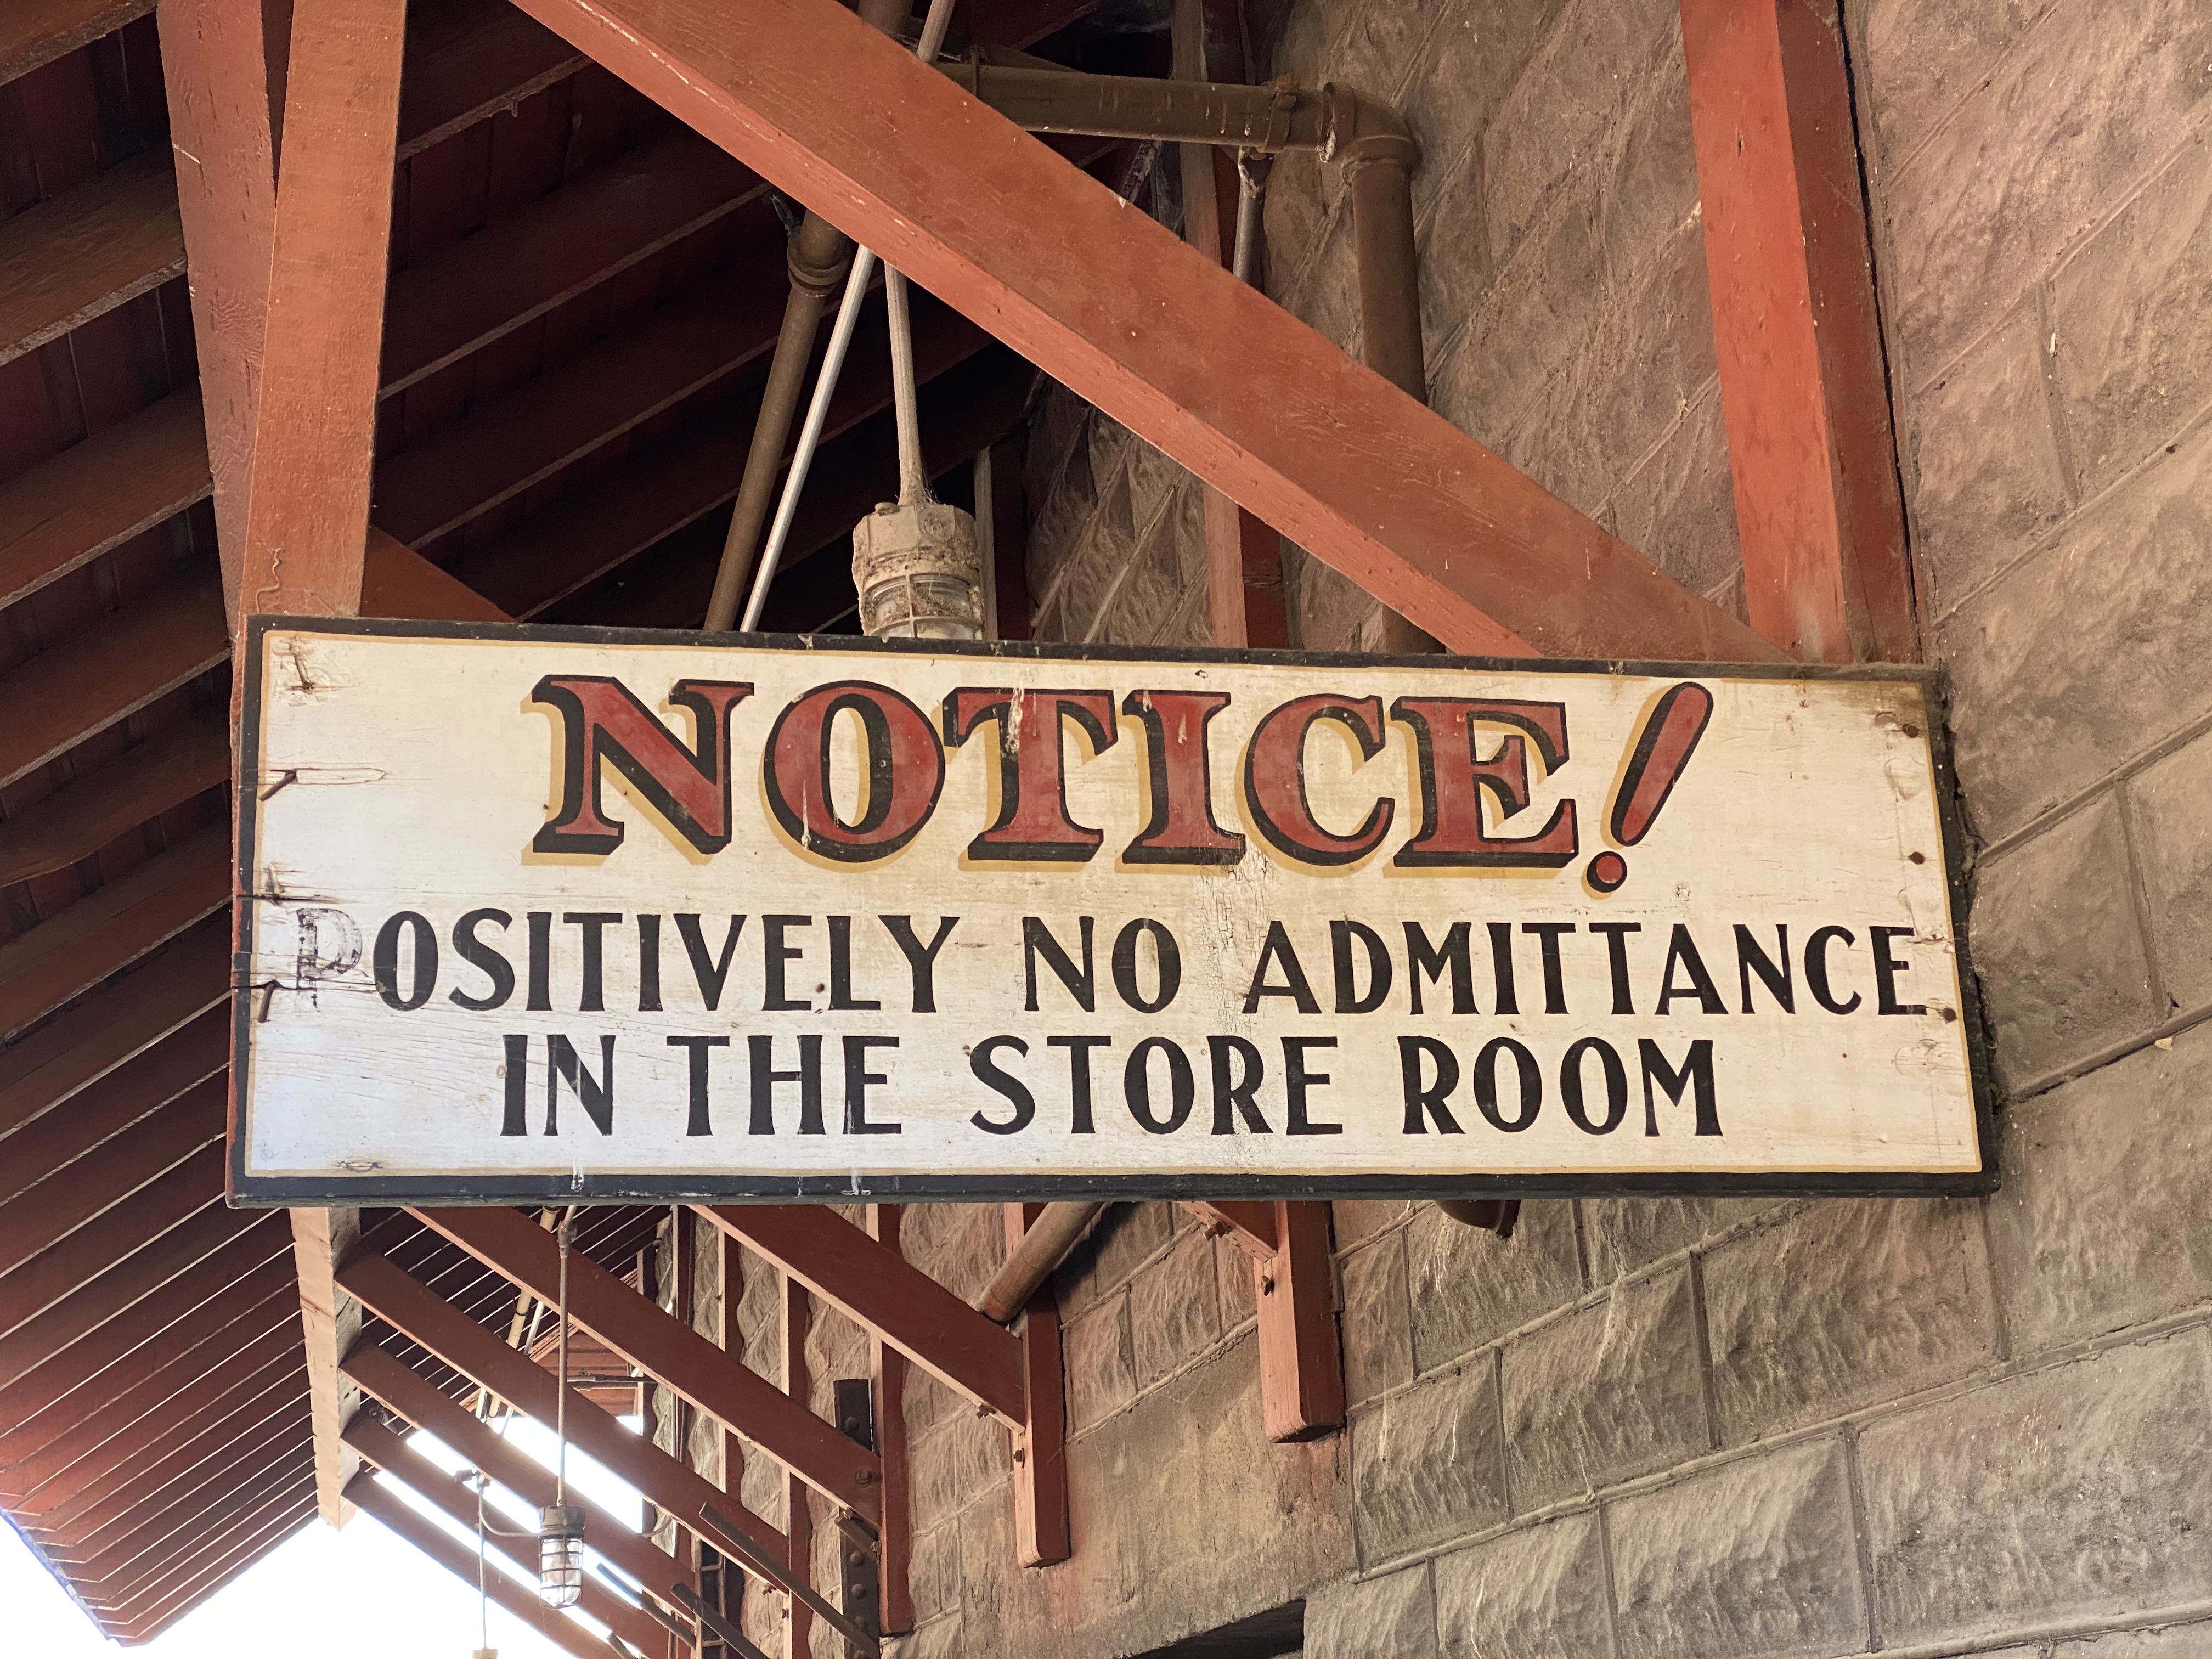 NOTICE!
POSITIVELY NO ADMITTANCE
IN THE STORE ROOM